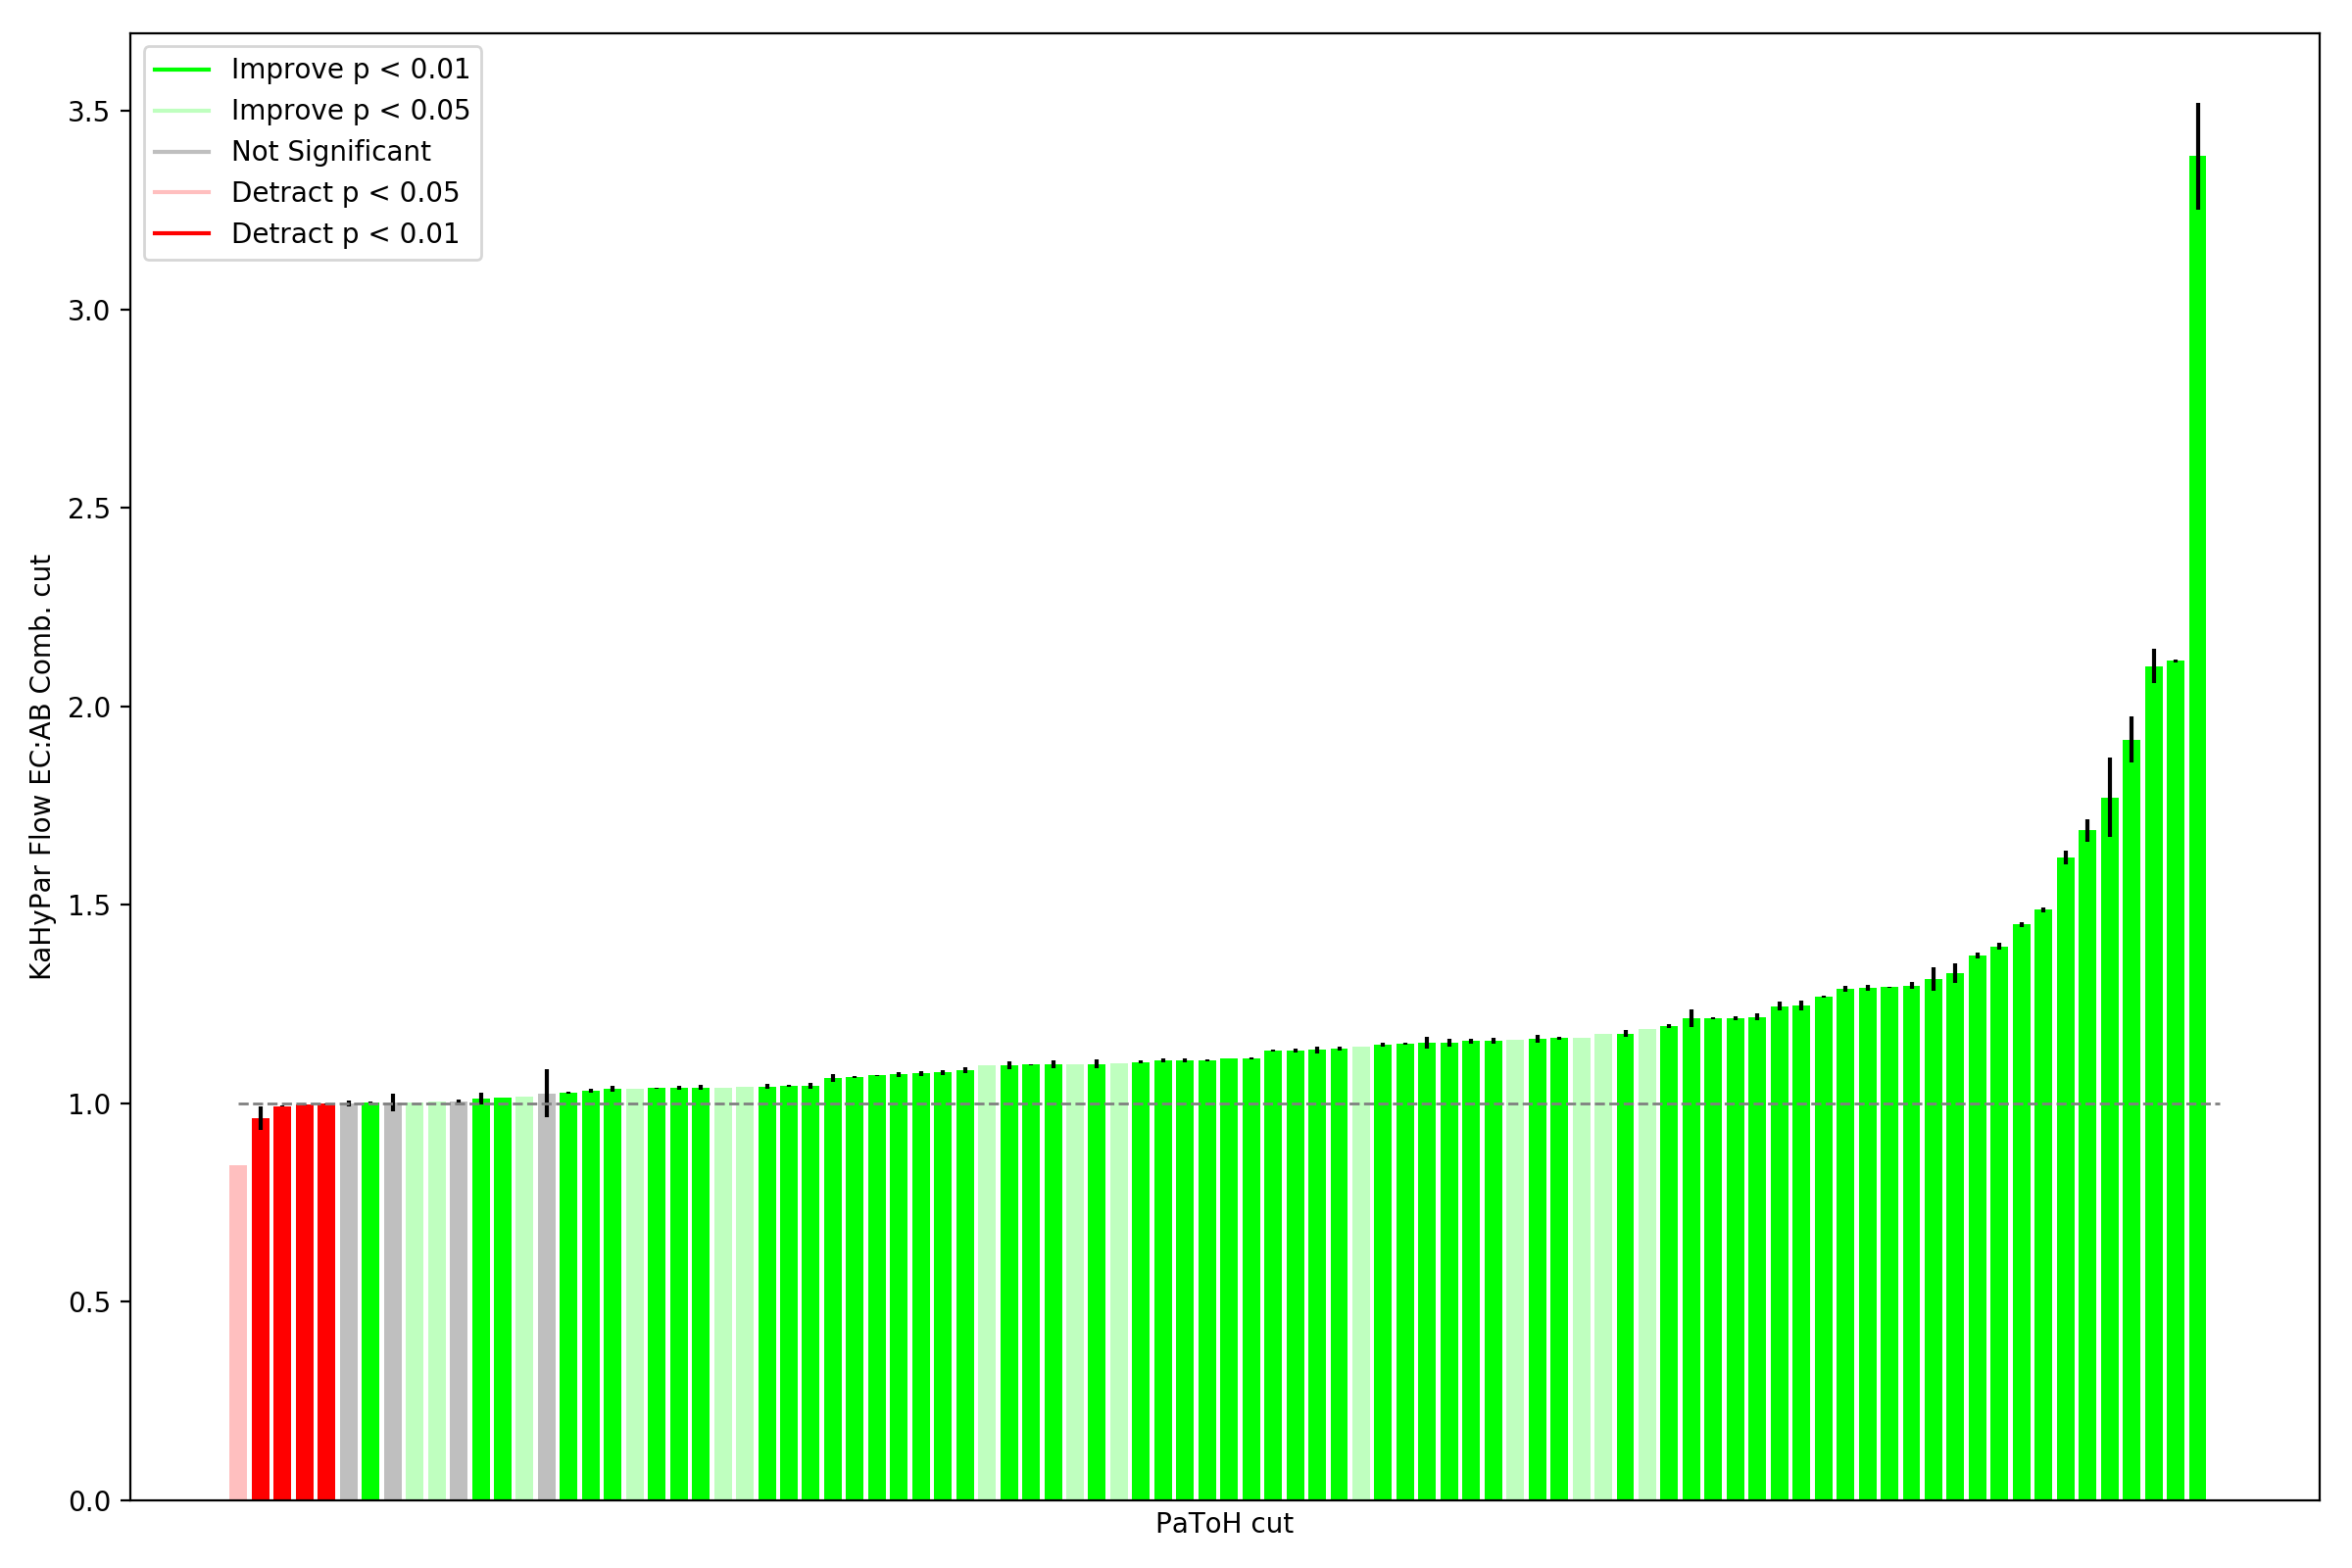 Improve p < 0.01
Improve p < 0.05
Not Significant
Detract p < 0.05
Detract p < 0.01
3.5
3.0
2.5
2.0
1.5
1.0
0.5
0.0
KaHyPar Flow EC:AB Comb. cut
PaToH cut